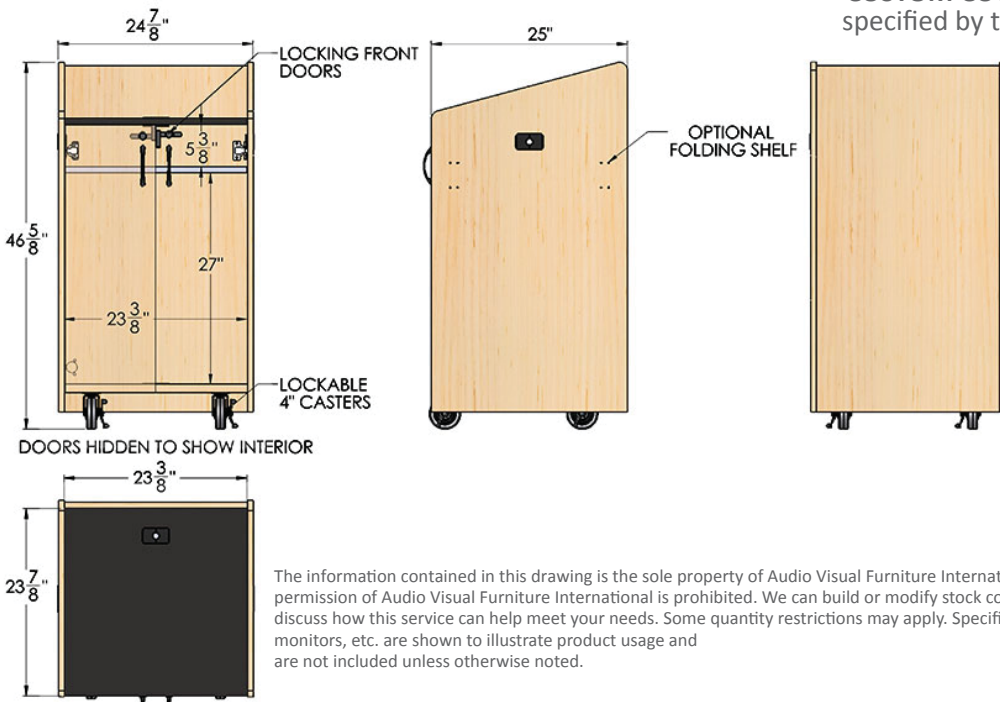 specified by t
24 7/8"
25"
LOCKING FRONT
DOORS
OPTIONAL
FOLDING SHELF
5 3/8"
46 5/8"
27"
23 3/8"
LOCKABLE
4" CASTERS
DOORS HIDDEN TO SHOW INTERIOR
23 3/8"
23 7/8"
The information contained in this drawing is the sole property of Audio Visual Furniture Internat
permission of Audio Visual Furniture International is prohibited. We can build or modify stock co
discuss how this service can help meet your needs. Some quantity restrictions may apply. Specifi
monitors, etc. are shown to illustrate product usage and
are not included unless otherwise noted.